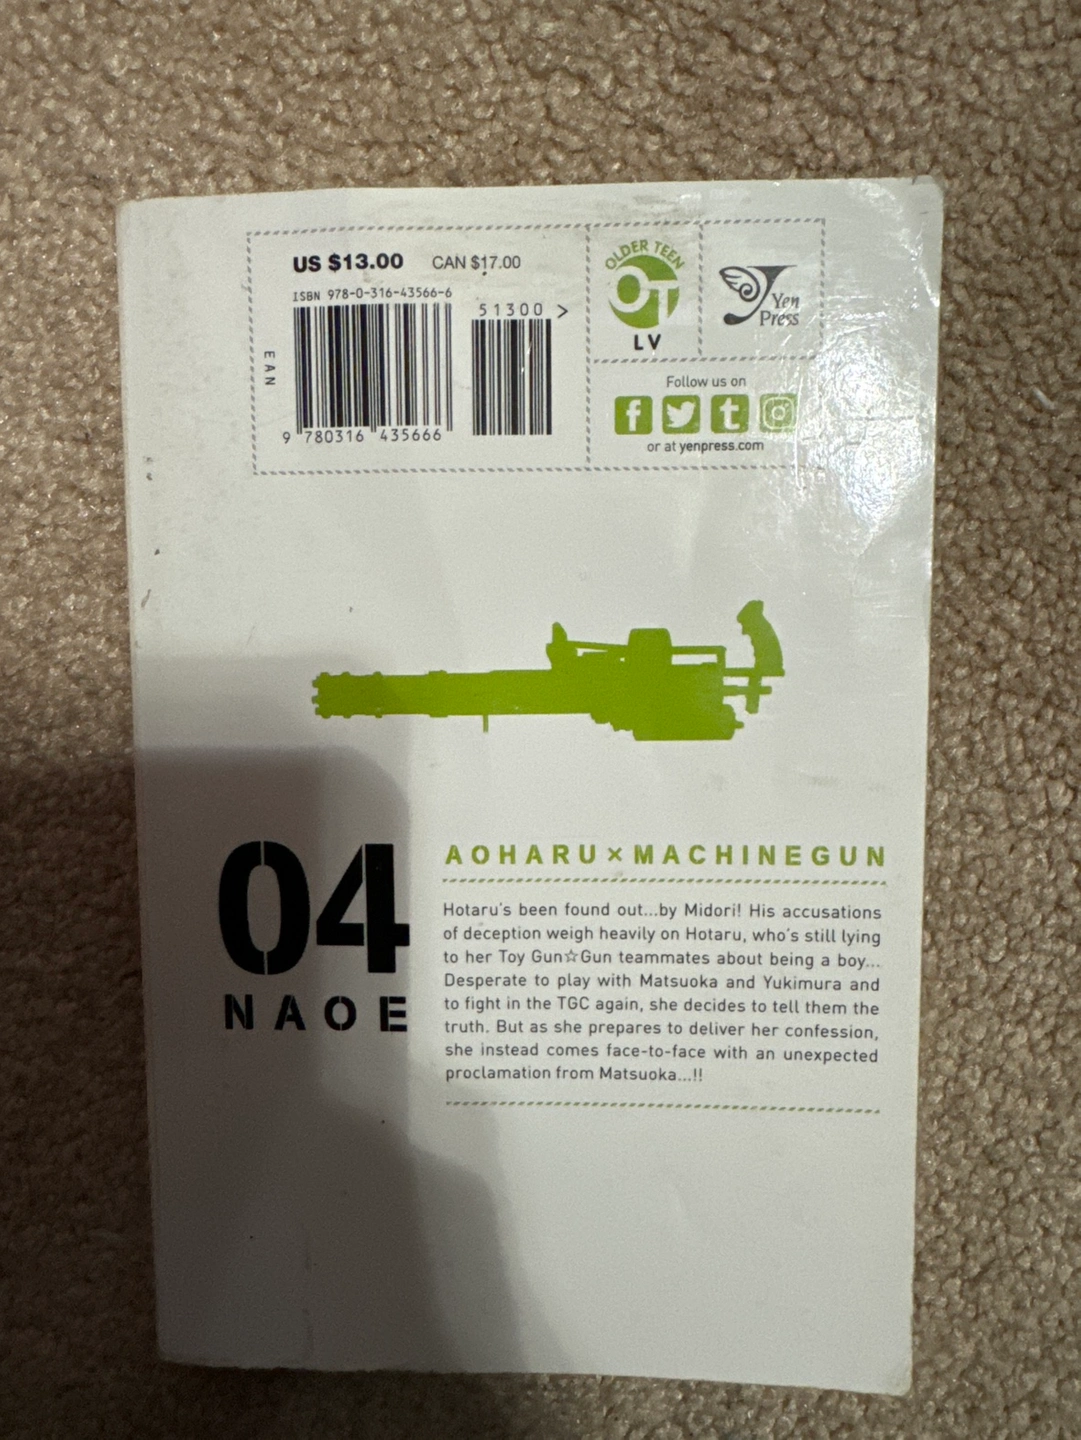 US $13.00 CAN $17.00
ISBN 978-0-316-43566-6
51300 >
EAN
9 780316 435666
OLDER TEEN
OT
LV
Yen
Press
Follow us on
f t
or at yenpress.com
04
NAOE
AOHARU×MACHINEGUN
Hotaru's been found out...by Midori! His accusations
of deception weigh heavily on Hotaru, who's still lying
to her Toy Gun☆Gun teammates about being a boy...
Desperate to play with Matsuoka and Yukimura and
to fight in the TGC again, she decides to tell them the
truth. But as she prepares to deliver her confession,
she instead comes face-to-face with an unexpected
proclamation from Matsuoka...!!